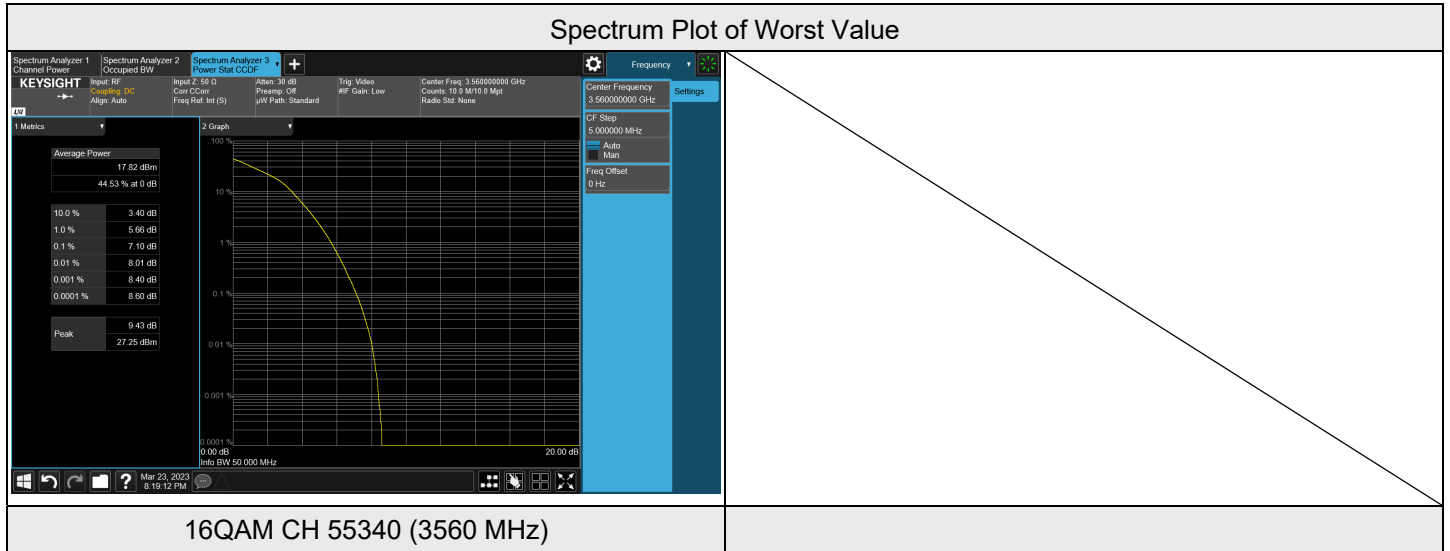 Spectrum Plot of Worst Value
Spectrum Analyzer 1
Channel Power
Spectrum Analyzer 2
Occupied BW
Spectrum Analyzer 3
Power Stat CCDF
Frequency
KEYSIGHT
LXI
Input: RF
Coupling: DC
Align: Auto
Input Z: 50 Ω
Corr CCorr
Freq Ref: Int (S)
Atten: 30 dB
Preamp: Off
µW Path: Standard
Trig: Video
#IF Gain: Low
Center Freq: 3.560000000 GHz
Counts: 10.0 M/10.0 Mpt
Radio Std: None
Center Frequency
3.560000000 GHz
Settings
CF Step
5.000000 MHz
Auto
Man
Freq Offset
0 Hz
1 Metrics
Average Power
17.82 dBm
44.53 % at 0 dB
10.0 % 3.40 dB
1.0 % 5.66 dB
0.1 % 7.10 dB
0.01 % 8.01 dB
0.001 % 8.40 dB
0.0001 % 8.60 dB
Peak
9.43 dB
27.25 dBm
2 Graph
100 %
10 %
1 %
0.1 %
0.01 %
0.001 %
0.0001 %
0.00 dB 20.00 dB
Info BW 50.000 MHz
?
Mar 23, 2023
8:19:12 PM
16QAM CH 55340 (3560 MHz)